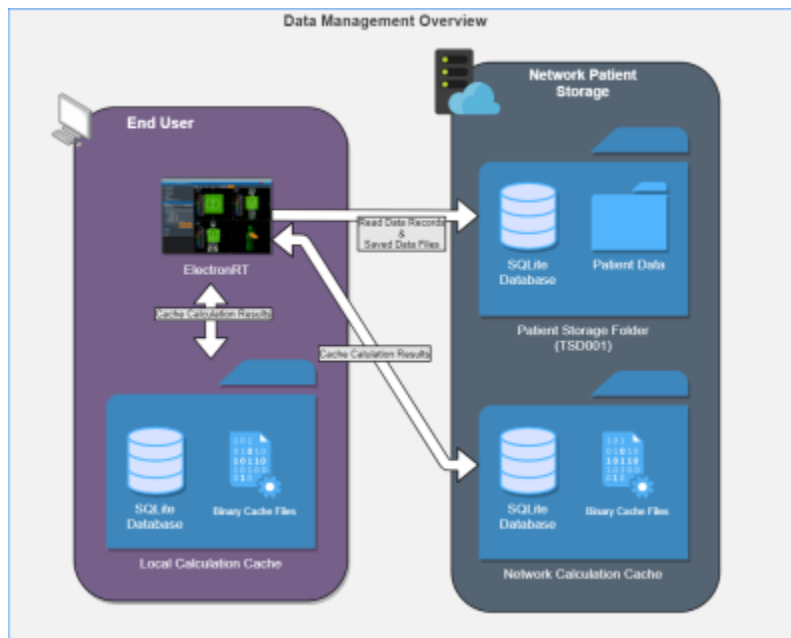 Data Management Overview
Network Patient
Storage
End User
ElectronRT
Read Data Records
&
Saved Data Files
SQLite
Database
Patient Data
Patient Storage Folder
(TSD001)
Cache Calculation Results
Cache Calulation Results
SQLite
Database
Binary Cache Files
Local Calculation Cache
SQLite
Database
Binary Cache Files
Network Calculation Cache